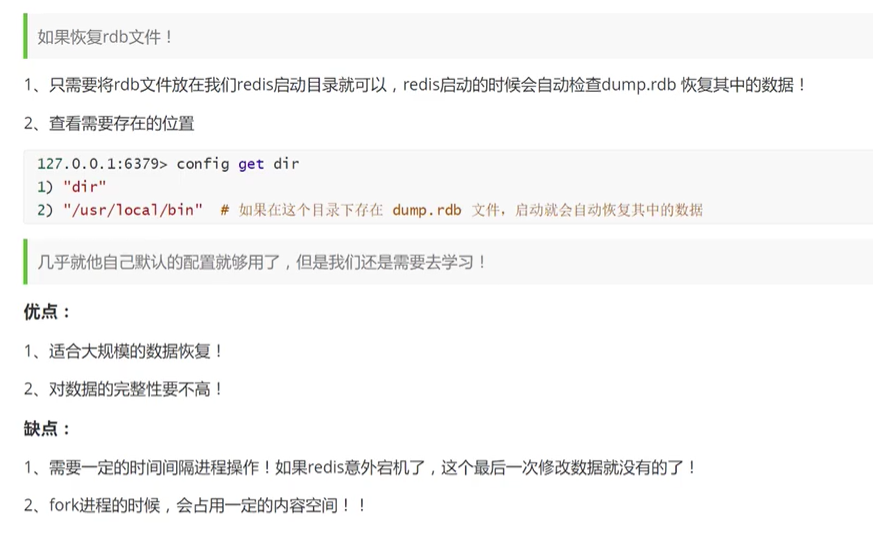 如果恢复rdb文件！
1、只需要将rdb文件放在我们redis启动目录就可以，redis启动的时候会自动检查dump.rdb 恢复其中的数据！
2、查看需要存在的位置
127.0.0.1:6379> config get dir
1) "dir"
2) "/usr/local/bin"  # 如果在这个目录下存在 dump.rdb 文件，启动就会自动恢复其中的数据
几乎就他自己默认的配置就够用了，但是我们还是需要去学习！
优点：
1、适合大规模的数据恢复！
2、对数据的完整性要不高！
缺点：
1、需要一定的时间间隔进程操作！如果redis意外宕机了，这个最后一次修改数据就没有的了！
2、fork进程的时候，会占用一定的内容空间！！